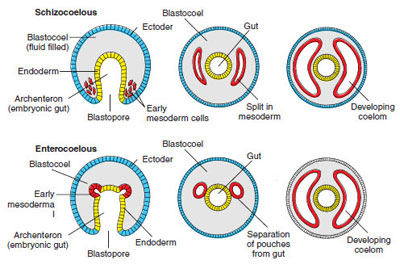 Schizocoelous
Ectoder
Blastocoel
(fluid filled)
Endoderm
Archenteron
(embryonic gut)
Blastopore
Early
mesoderm cells
Blastocoel
Gut
Split in
mesoderm
Developing
coelom
Enterocoelous
Blastocoel
Ectoder
Early
mesoderma
l
Archenteron
(embryonic gut)
Blastopore
Endoderm
Blastocoel
Gut
Separation
of pouches
from gut
Developing
coelom